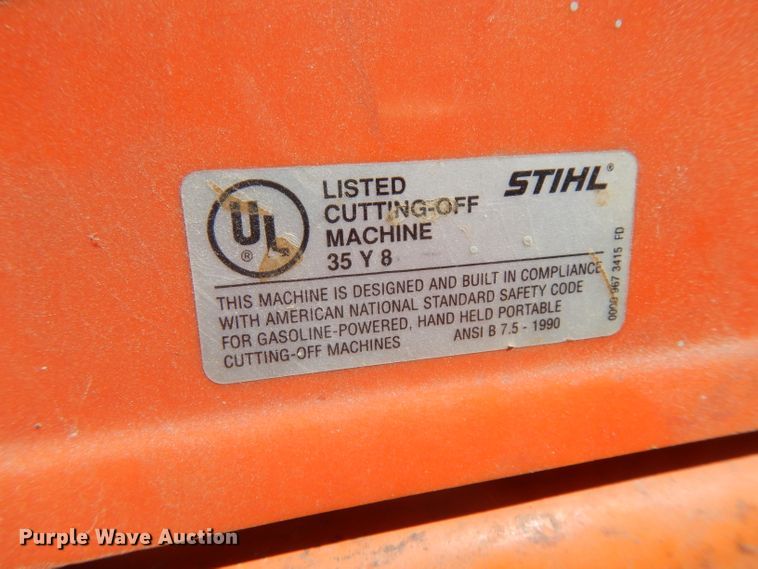 UL
®
LISTED
CUTTING-OFF
MACHINE
35 Y 8
STIHL®
THIS MACHINE IS DESIGNED AND BUILT IN COMPLIANCE
WITH AMERICAN NATIONAL STANDARD SAFETY CODE
FOR GASOLINE-POWERED, HAND HELD PORTABLE
CUTTING-OFF MACHINES ANSI B 7.5 - 1990
0000 967 3415 FD
Purple Wave Auction